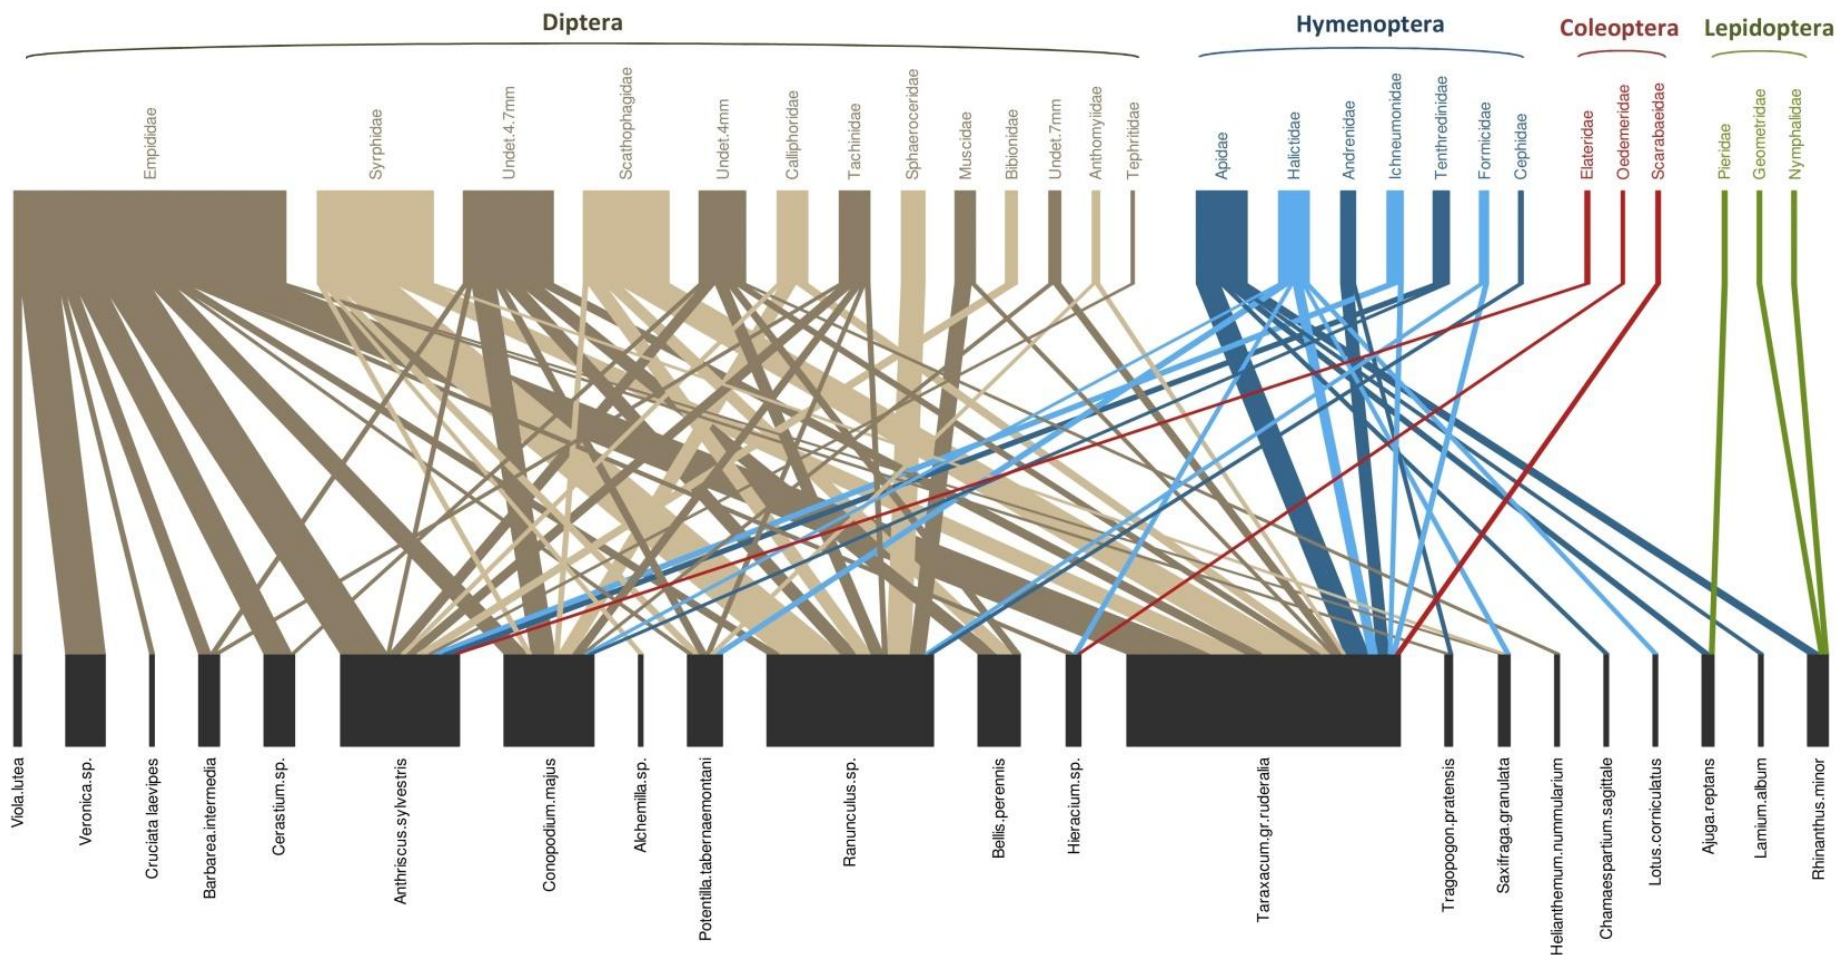 Diptera
Hymenoptera
Coleoptera
Lepidoptera
Empididae
Syrphidae
Undet.4.7mm
Scathophagidae
Undet.4mm
Calliphoridae
Tachinidae
Sphaeroceridae
Muscidae
Bibionidae
Undet.7mm
Anthomyiidae
Tephritidae
Apidae
Halictidae
Andrenidae
Ichneumonidae
Tenthredinidae
Formicidae
Cephidae
Elateridae
Oedemeridae
Scarabaeidae
Pieridae
Geometridae
Nymphalidae
Viola.lutea
Veronica.sp.
Cruciata.laevipes
Barbarea.intermedia
Cerastium.sp.
Anthriscus.sylvestris
Conopodium.majus
Alchemilla.sp.
Potentilla.tabernaemontani
Ranunculus.sp.
Bellis.perennis
Hieracium.sp.
Taraxacum.gr.ruderalia
Tragopogon.pratensis
Saxifraga.granulata
Helianthemum.nummularium
Chamaespartium.sagittale
Lotus.corniculatus
Ajuga.reptans
Lamium.album
Rhinanthus.minor